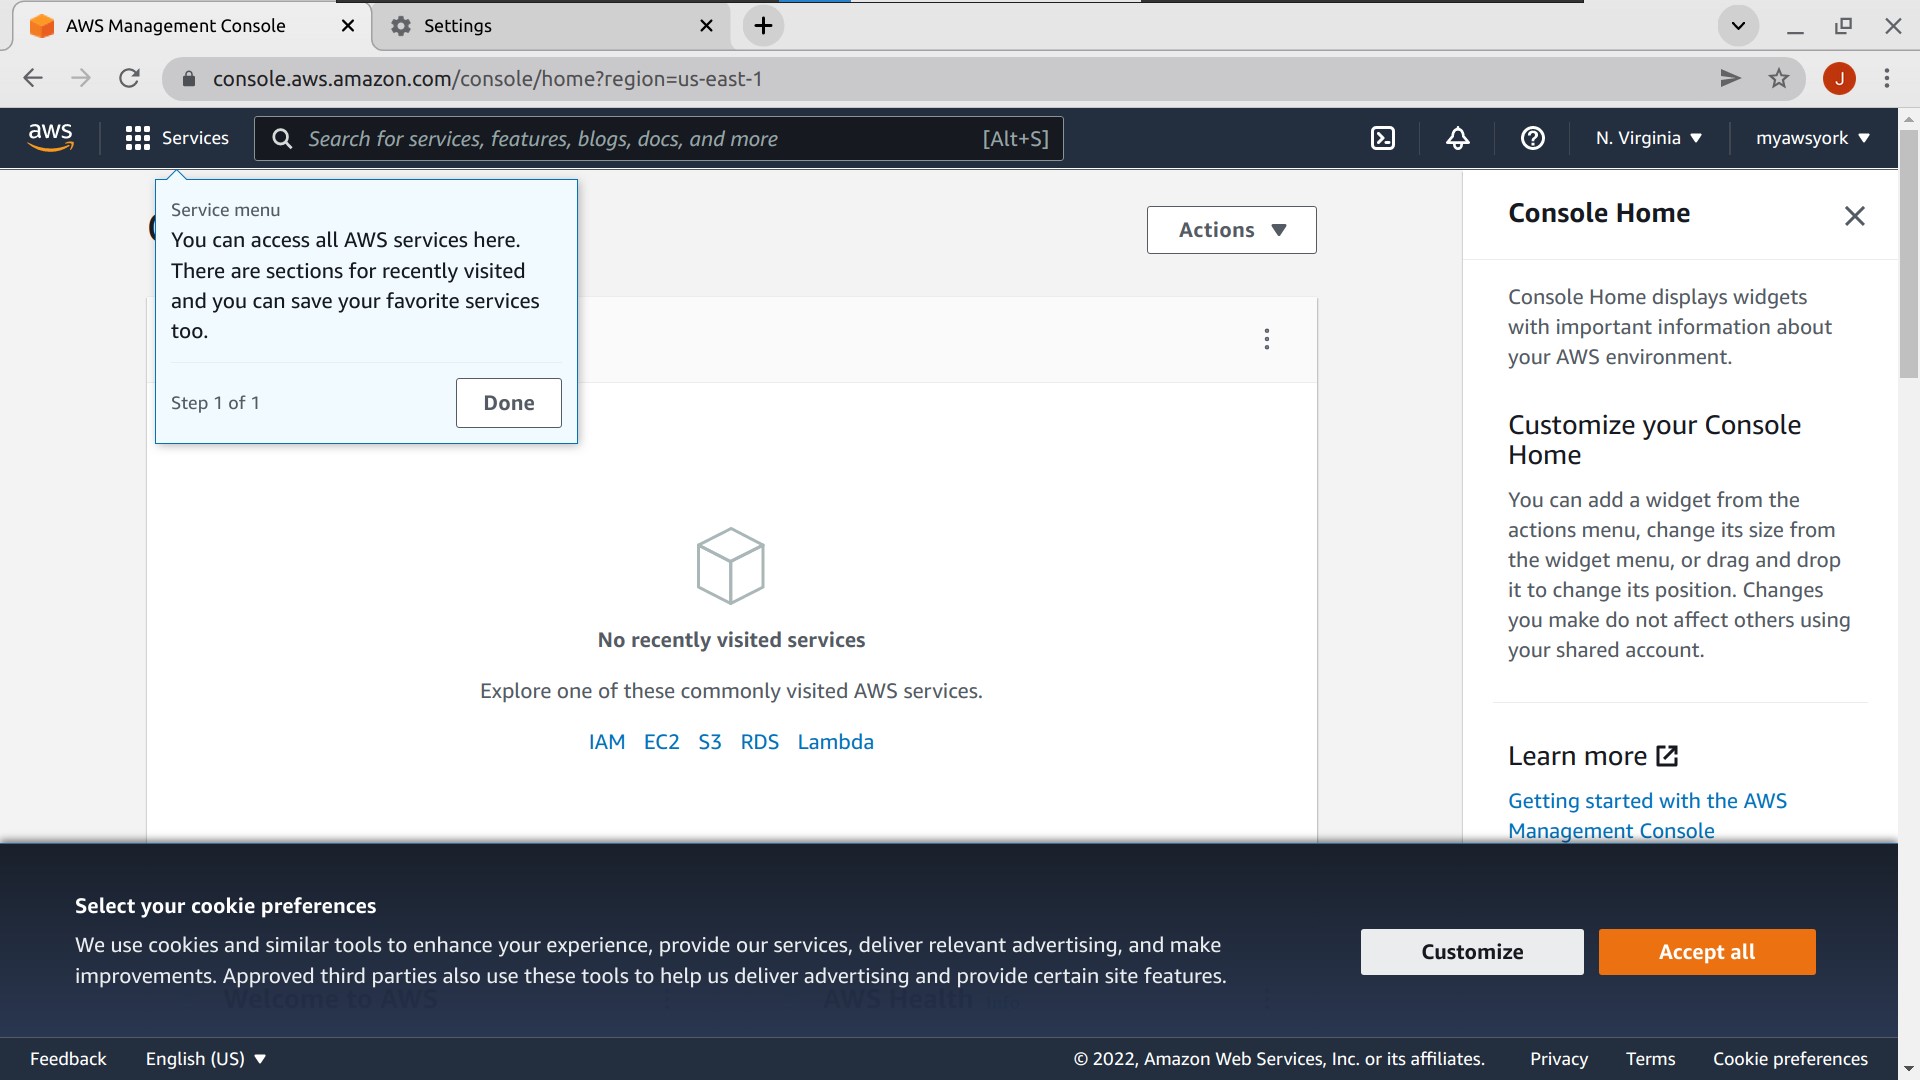 AWS Management Console
Settings
console.aws.amazon.com/console/home?region=us-east-1
J
aws
Services
Search for services, features, blogs, docs, and more
[Alt+S]
N. Virginia
myawsyork
Service menu
You can access all AWS services here.
There are sections for recently visited
and you can save your favorite services
too.
Step 1 of 1
Done
Actions
No recently visited services
Explore one of these commonly visited AWS services.
IAM EC2 S3 RDS Lambda
Console Home
Console Home displays widgets
with important information about
your AWS environment.
Customize your Console
Home
You can add a widget from the
actions menu, change its size from
the widget menu, or drag and drop
it to change its position. Changes
you make do not affect others using
your shared account.
Learn more
Getting started with the AWS
Management Console
Select your cookie preferences
We use cookies and similar tools to enhance your experience, provide our services, deliver relevant advertising, and make
improvements. Approved third parties also use these tools to help us deliver advertising and provide certain site features.
Customize
Accept all
Welcome to AWS
AWS Health
Feedback
English (US)
© 2022, Amazon Web Services, Inc. or its affiliates.
Privacy
Terms
Cookie preferences